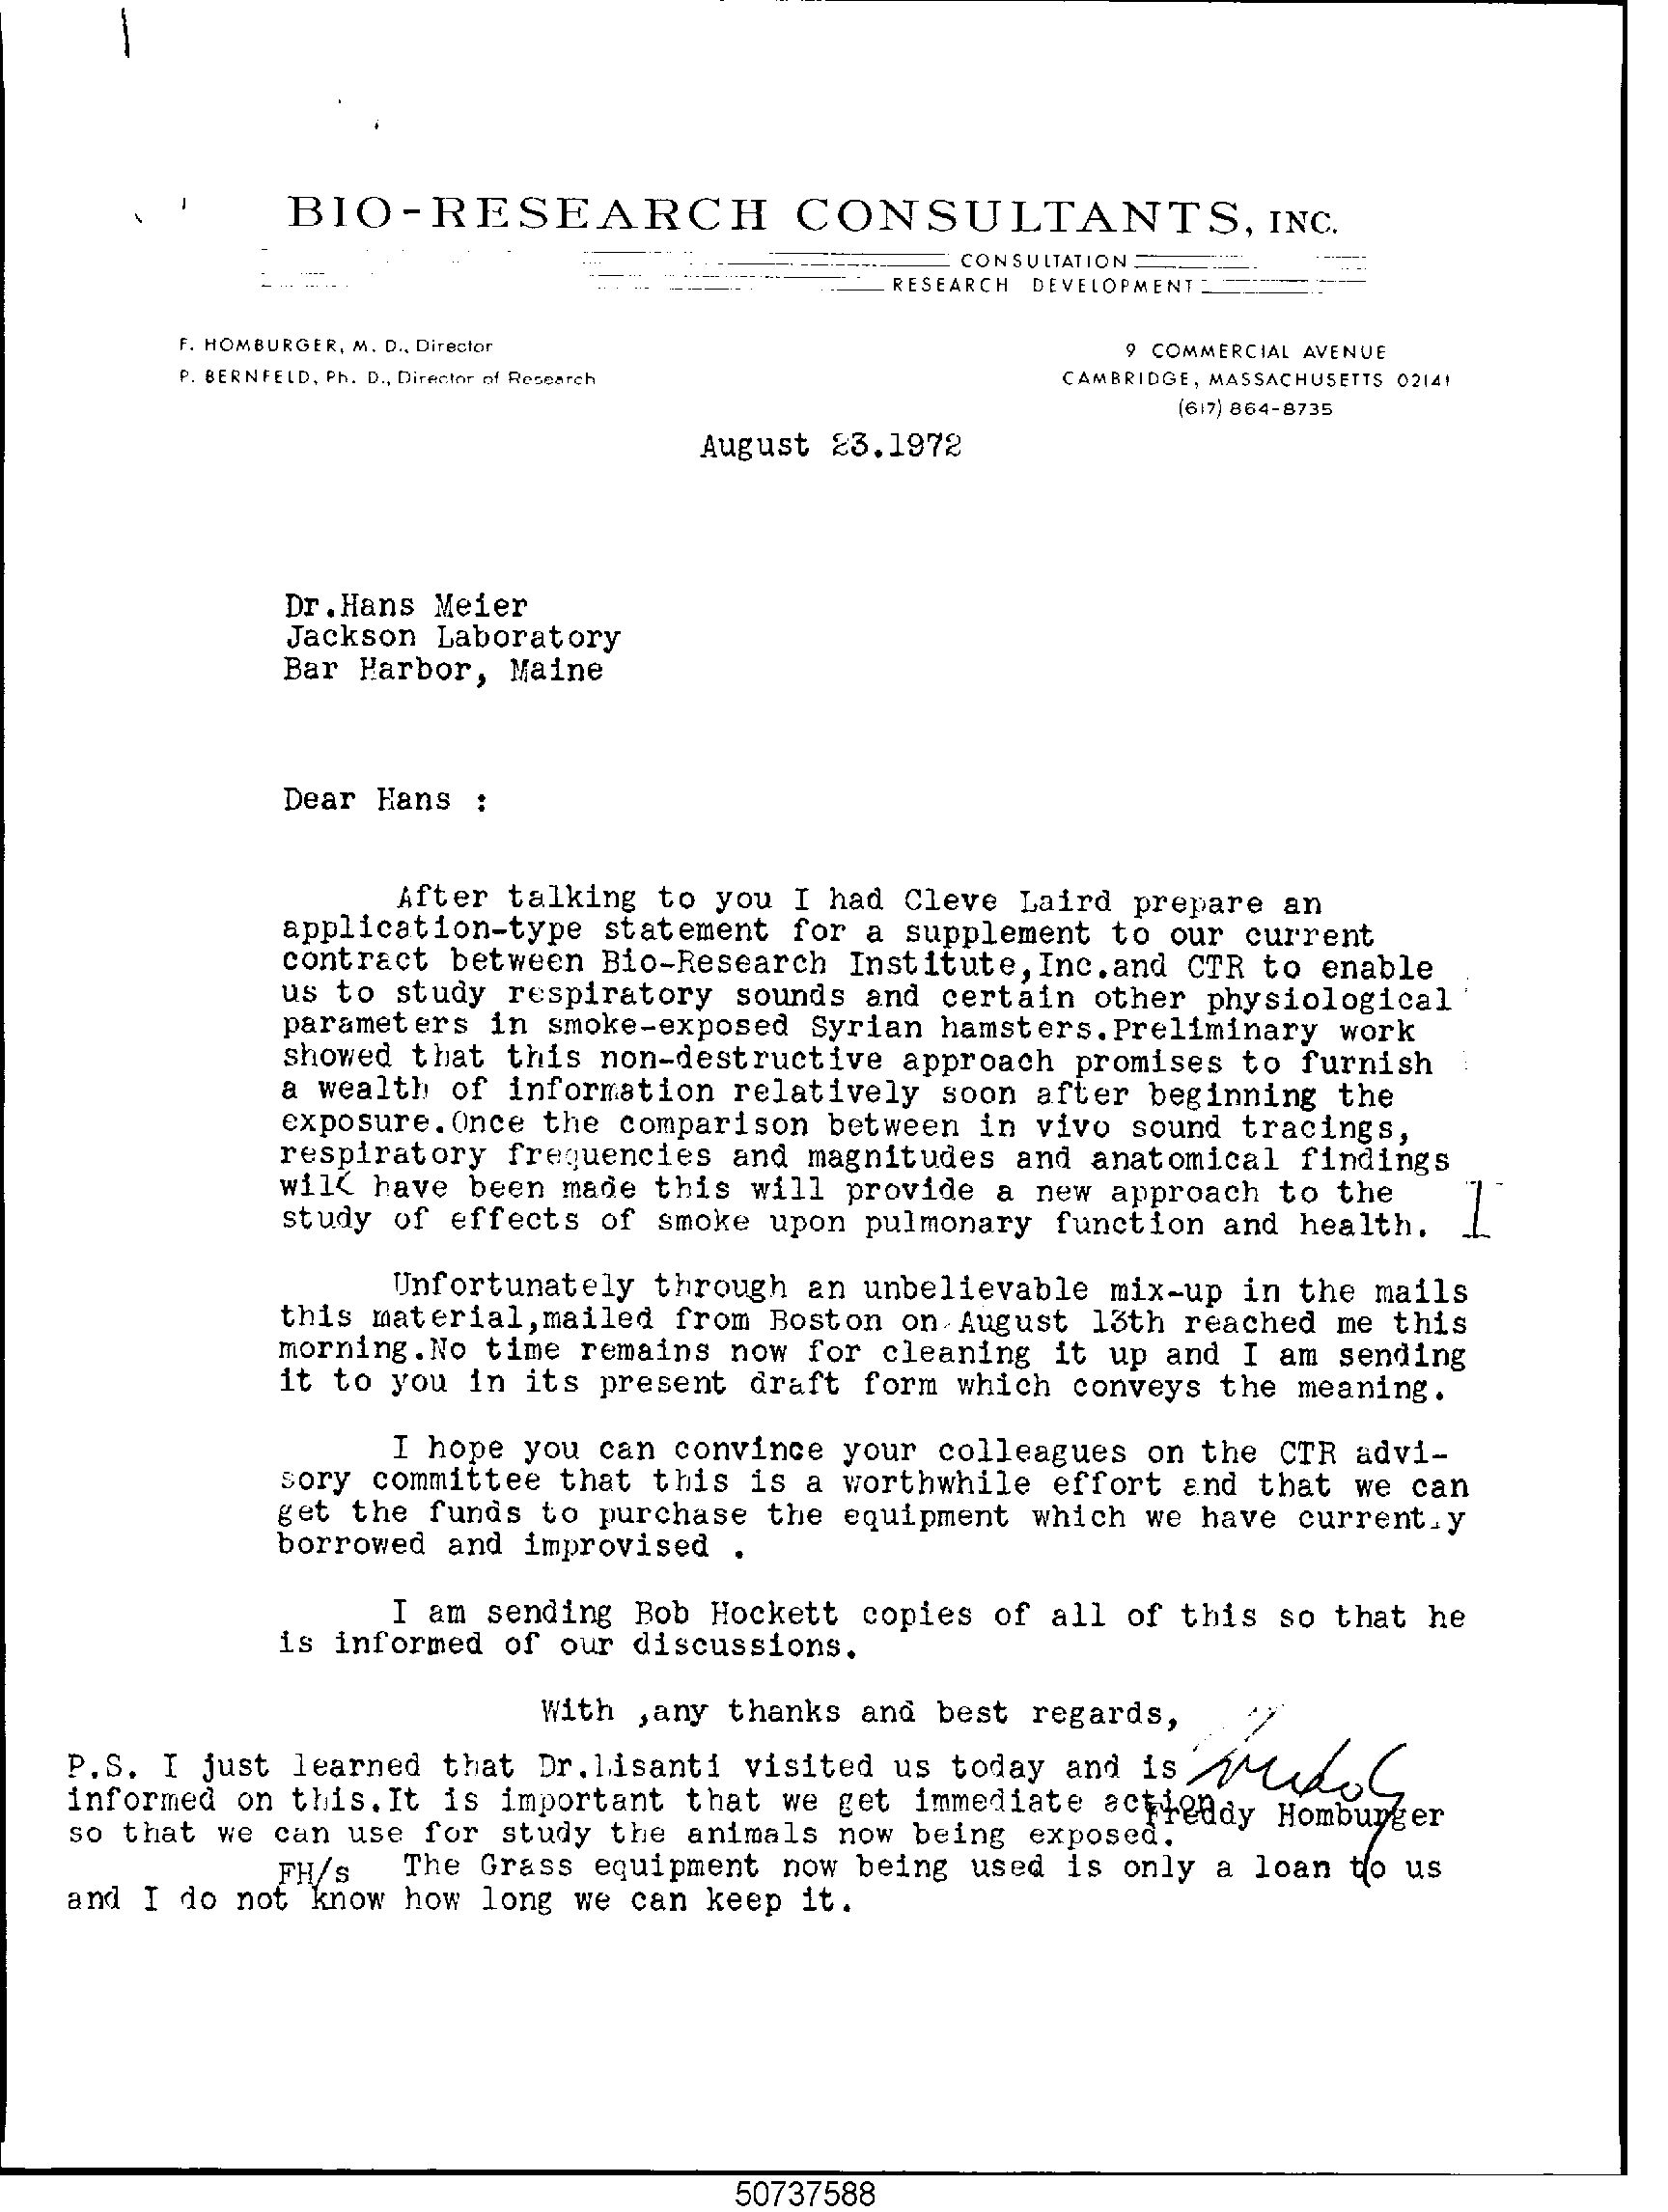 BIO-RESEARCH CONSULTANTS, INC.
CONSULTATION
RESEARCH DEVELOPMENT
F. HOMBURGER, M. D., Director
P. BERNFELD, Ph. D., Director of Research
9 COMMERCIAL AVENUE
CAMBRIDGE, MASSACHUSETTS 02141
(617) 864-8735
August 23.1972
Dr.Hans Meier
Jackson Laboratory
Bar Harbor, Maine
Dear Hans :
After talking to you I had Cleve Laird prepare an
application-type statement for a supplement to our current
contract between Bio-Research Institute,Inc.and CTR to enable
us to study respiratory sounds and certain other physiological
parameters in smoke-exposed Syrian hamsters.Preliminary work
showed that this non-destructive approach promises to furnish
a wealth of information relatively soon after beginning the
exposure.Once the comparison between in vivo sound tracings,
respiratory frequencies and magnitudes and anatomical findings
will have been made this will provide a new approach to the
study of effects of smoke upon pulmonary function and health.
Unfortunately through an unbelievable mix-up in the mails
this material,mailed from Boston on August 13th reached me this
morning.No time remains now for cleaning it up and I am sending
it to you in its present draft form which conveys the meaning.
I hope you can convince your colleagues on the CTR advi-
sory committee that this is a worthwhile effort and that we can
get the funds to purchase the equipment which we have currently
borrowed and improvised .
I am sending Bob Hockett copies of all of this so that he
is informed of our discussions.
With ,any thanks and best regards,
P.S. I just learned that Dr.Lisanti visited us today and is
informed on this.It is important that we get immediate action
Freddy Homburger
so that we can use for study the animals now being exposed.
FH/s The Grass equipment now being used is only a loan to us
and I do not know how long we can keep it.
50737588